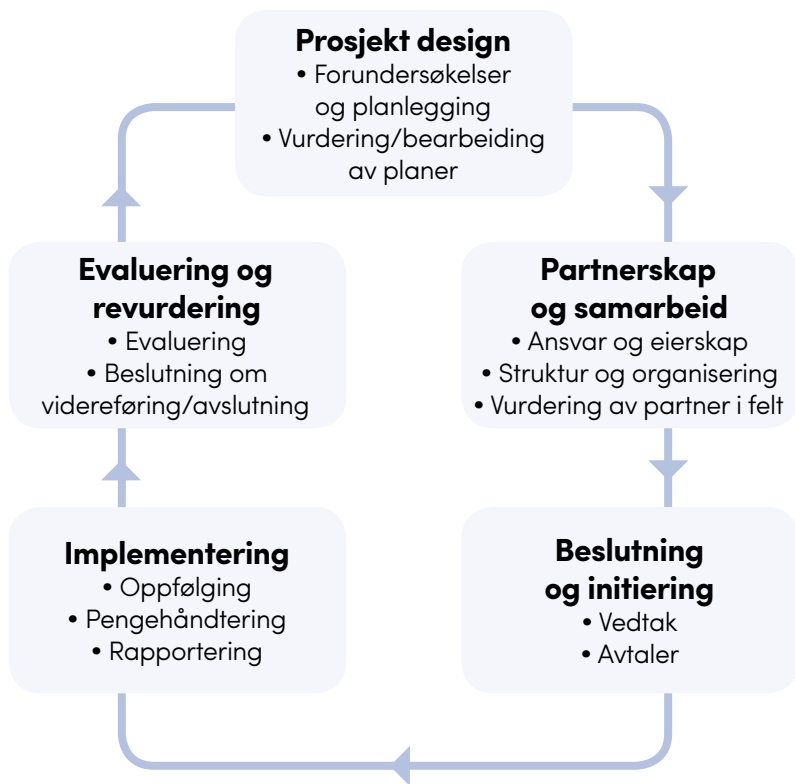 Prosjekt design
• Forundersøkelser
og planlegging
• Vurdering/bearbeiding
av planer
Partnerskap
og samarbeid
• Ansvar og eierskap
• Struktur og organisering
• Vurdering av partner i felt
Beslutning
og initiering
• Vedtak
• Avtaler
Implementering
• Oppfølging
• Pengehåndtering
• Rapportering
Evaluering og
revurdering
• Evaluering
• Beslutning om
videreføring/avslutning